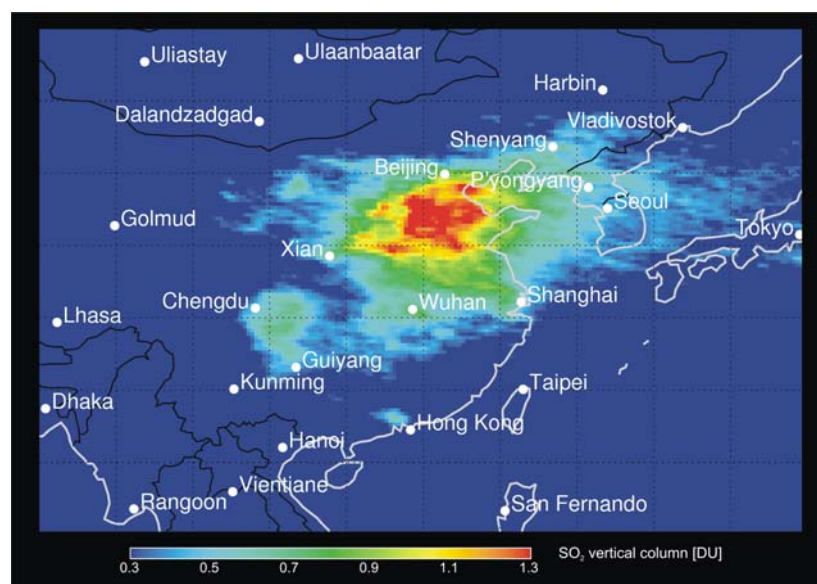 Uliastay
Ulaanbaatar
Harbin
Dalandzadgad
Vladivostok
Shenyang
Beijing
P'yongyang
Seoul
Golmud
Tokyo
Xian
Chengdu
Wuhan
Shanghai
Lhasa
Guiyang
Kunming
Taipei
Dhaka
Hong Kong
Hanoi
Vientiane
Rangoon
San Fernando
SO₂ vertical column [DU]
0.3 0.5 0.7 0.9 1.1 1.3